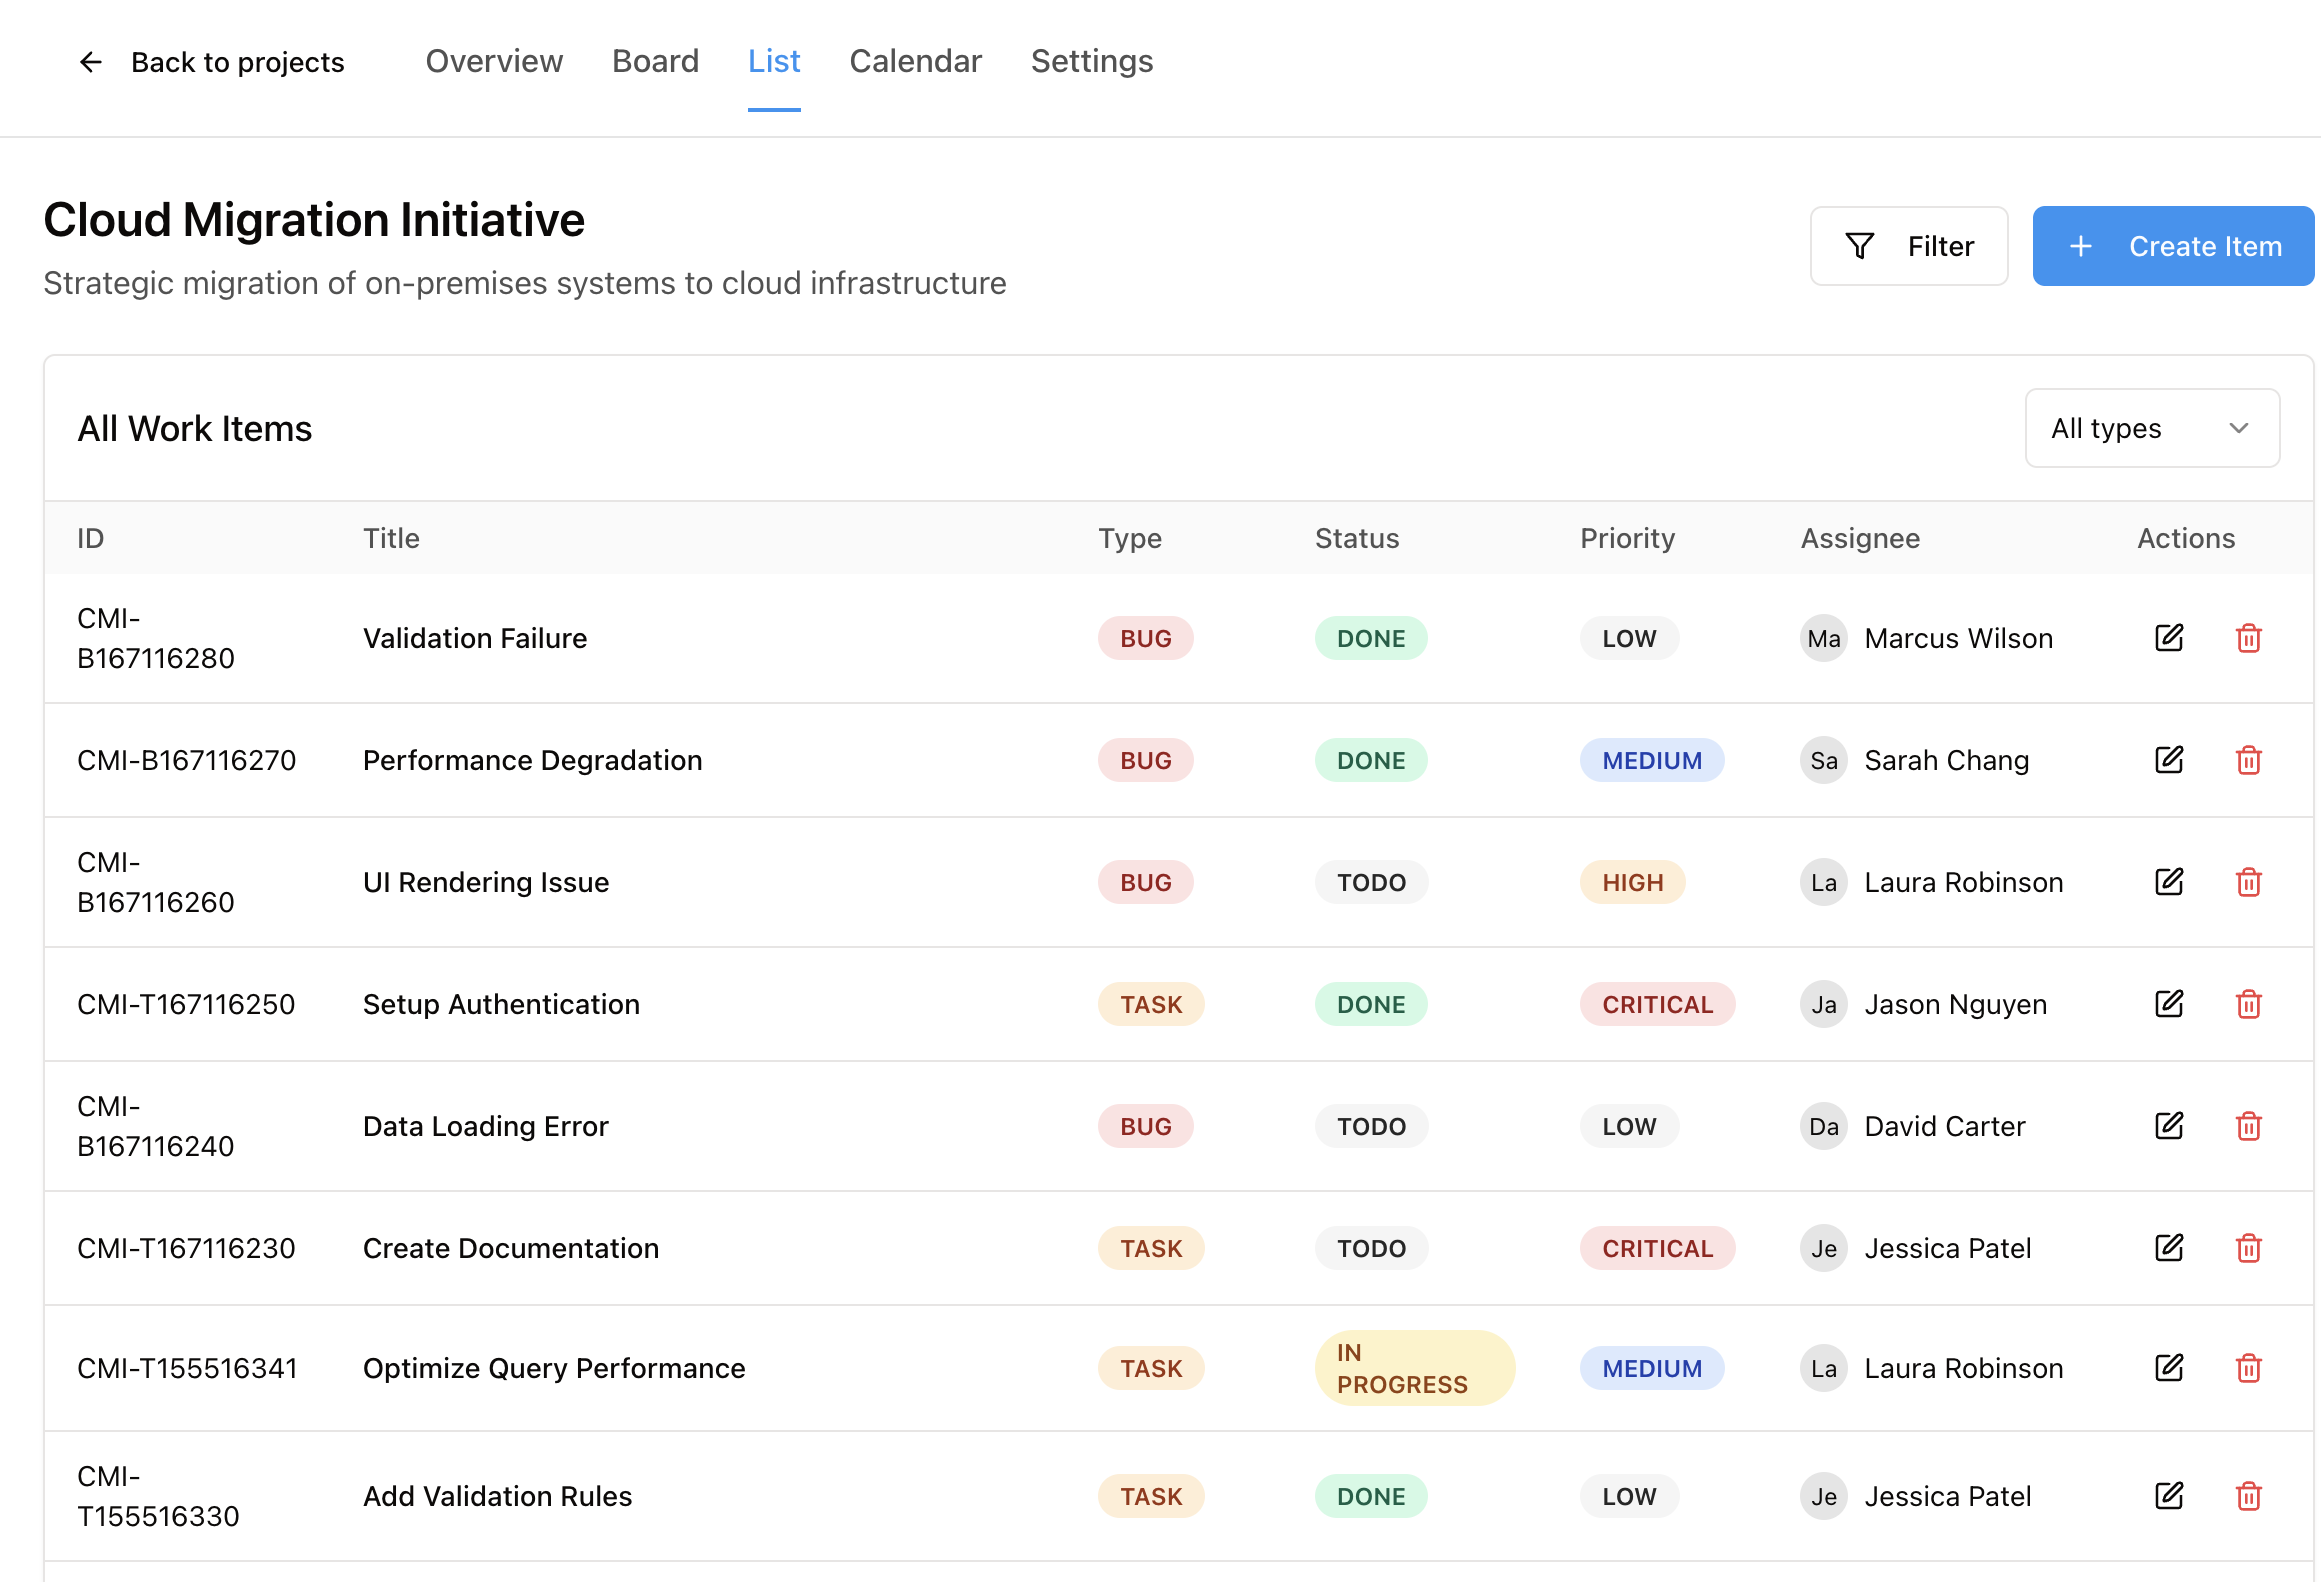 Back to projects Overview Board List Calendar Settings
Cloud Migration Initiative
Strategic migration of on-premises systems to cloud infrastructure
Filter Create Item
All Work Items All types
ID Title Type Status Priority Assignee Actions
CMI-
B167116280 Validation Failure BUG DONE LOW Ma Marcus Wilson
CMI-B167116270 Performance Degradation BUG DONE MEDIUM Sa Sarah Chang
CMI-
B167116260 UI Rendering Issue BUG TODO HIGH La Laura Robinson
CMI-T167116250 Setup Authentication TASK DONE CRITICAL Ja Jason Nguyen
CMI-
B167116240 Data Loading Error BUG TODO LOW Da David Carter
CMI-T167116230 Create Documentation TASK TODO CRITICAL Je Jessica Patel
CMI-T155516341 Optimize Query Performance TASK IN
PROGRESS MEDIUM La Laura Robinson
CMI-
T155516330 Add Validation Rules TASK DONE LOW Je Jessica Patel